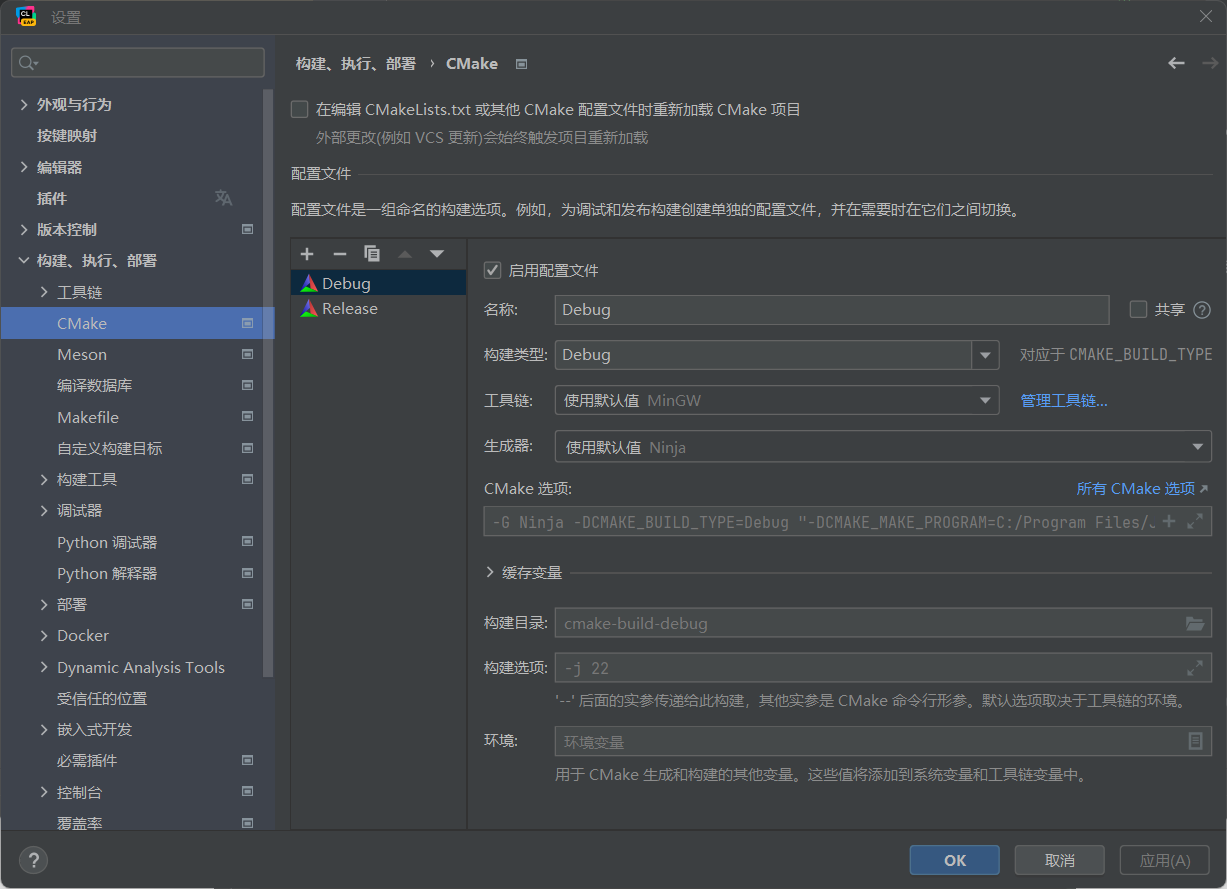 CL
EAP
设置
外观与行为
按键映射
编辑器
插件
版本控制
构建、执行、部署
工具链
CMake
Meson
编译数据库
Makefile
自定义构建目标
构建工具
调试器
Python 调试器
Python 解释器
部署
Docker
Dynamic Analysis Tools
受信任的位置
嵌入式开发
必需插件
控制台
覆盖率
构建、执行、部署 › CMake
在编辑 CMakeLists.txt 或其他 CMake 配置文件时重新加载 CMake 项目
外部更改(例如 VCS 更新)会始终触发项目重新加载
配置文件
配置文件是一组命名的构建选项。例如，为调试和发布构建创建单独的配置文件，并在需要时在它们之间切换。
Debug
Release
启用配置文件
名称: Debug 共享 ?
构建类型: Debug 对应于 CMAKE_BUILD_TYPE
工具链: 使用默认值 MinGW 管理工具链...
生成器: 使用默认值 Ninja
CMake 选项: 所有 CMake 选项
-G Ninja -DCMAKE_BUILD_TYPE=Debug "-DCMAKE_MAKE_PROGRAM=C:/Program Files/
缓存变量
构建目录: cmake-build-debug
构建选项: -j 22
'--' 后面的实参传递给此构建，其他实参是 CMake 命令行形参。默认选项取决于工具链的环境。
环境: 环境变量
用于 CMake 生成和构建的其他变量。这些值将添加到系统变量和工具链变量中。
? OK 取消 应用(A)